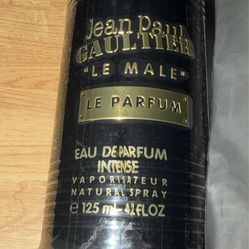 Jean Paul
GAULTIER
"LE MALE"
LE PARFUM
EAU DE PARFUM
INTENSE
VAPORISATEUR
NATURAL SPRAY
e 125 ml - 4.2 FL.OZ